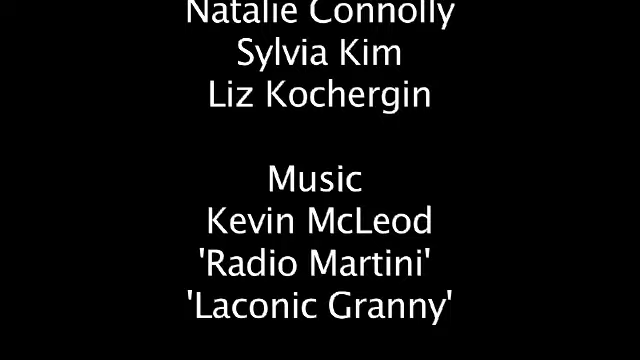 Natalie Connolly
Sylvia Kim
Liz Kochergin
Music
Kevin McLeod
'Radio Martini'
'Laconic Granny'